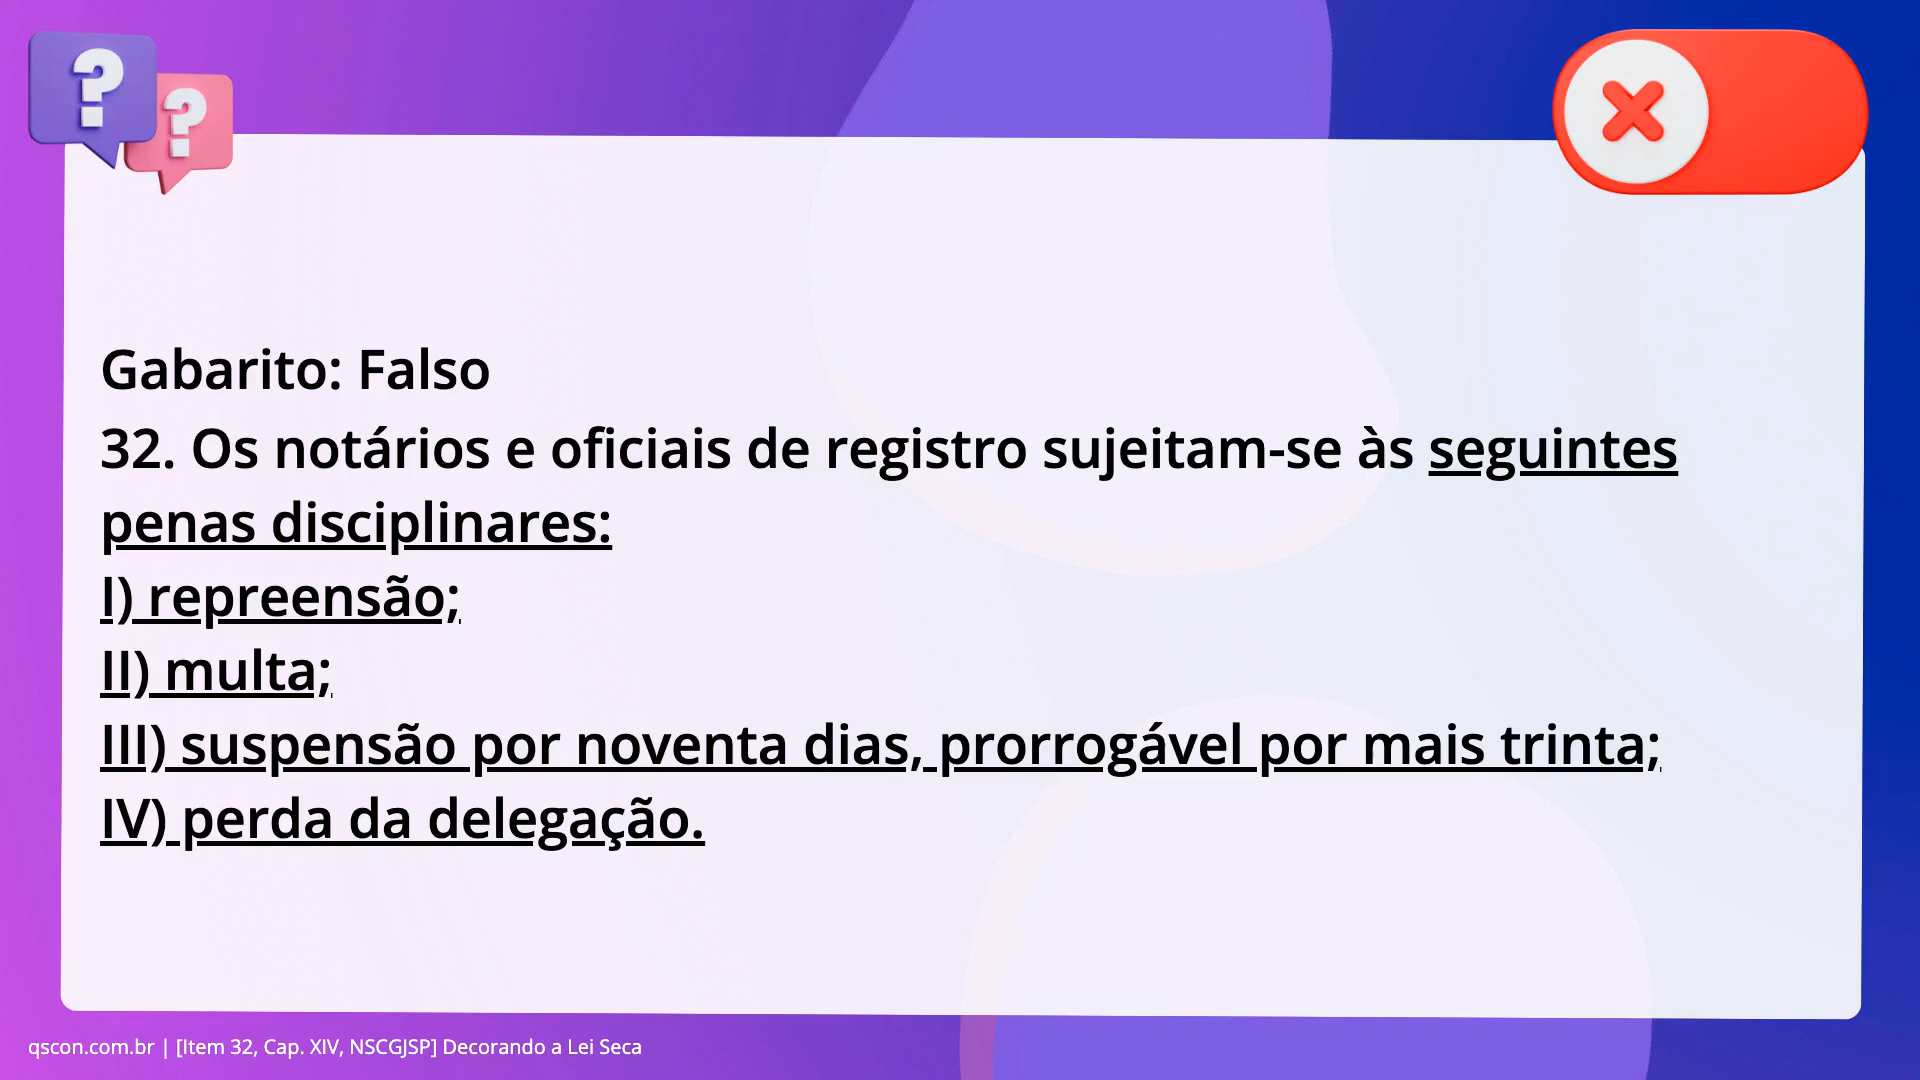 Gabarito: Falso
32. Os notários e oficiais de registro sujeitam-se às seguintes
penas disciplinares:
I) repreensão;
II) multa;
III) suspensão por noventa dias, prorrogável por mais trinta;
IV) perda da delegação.
qscon.com.br | [Item 32, Cap. XIV, NSCGJSP] Decorando a Lei Seca